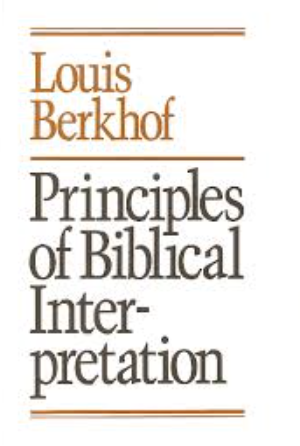 Louis
Berkhof
Principles
of Biblical
Inter-
pretation